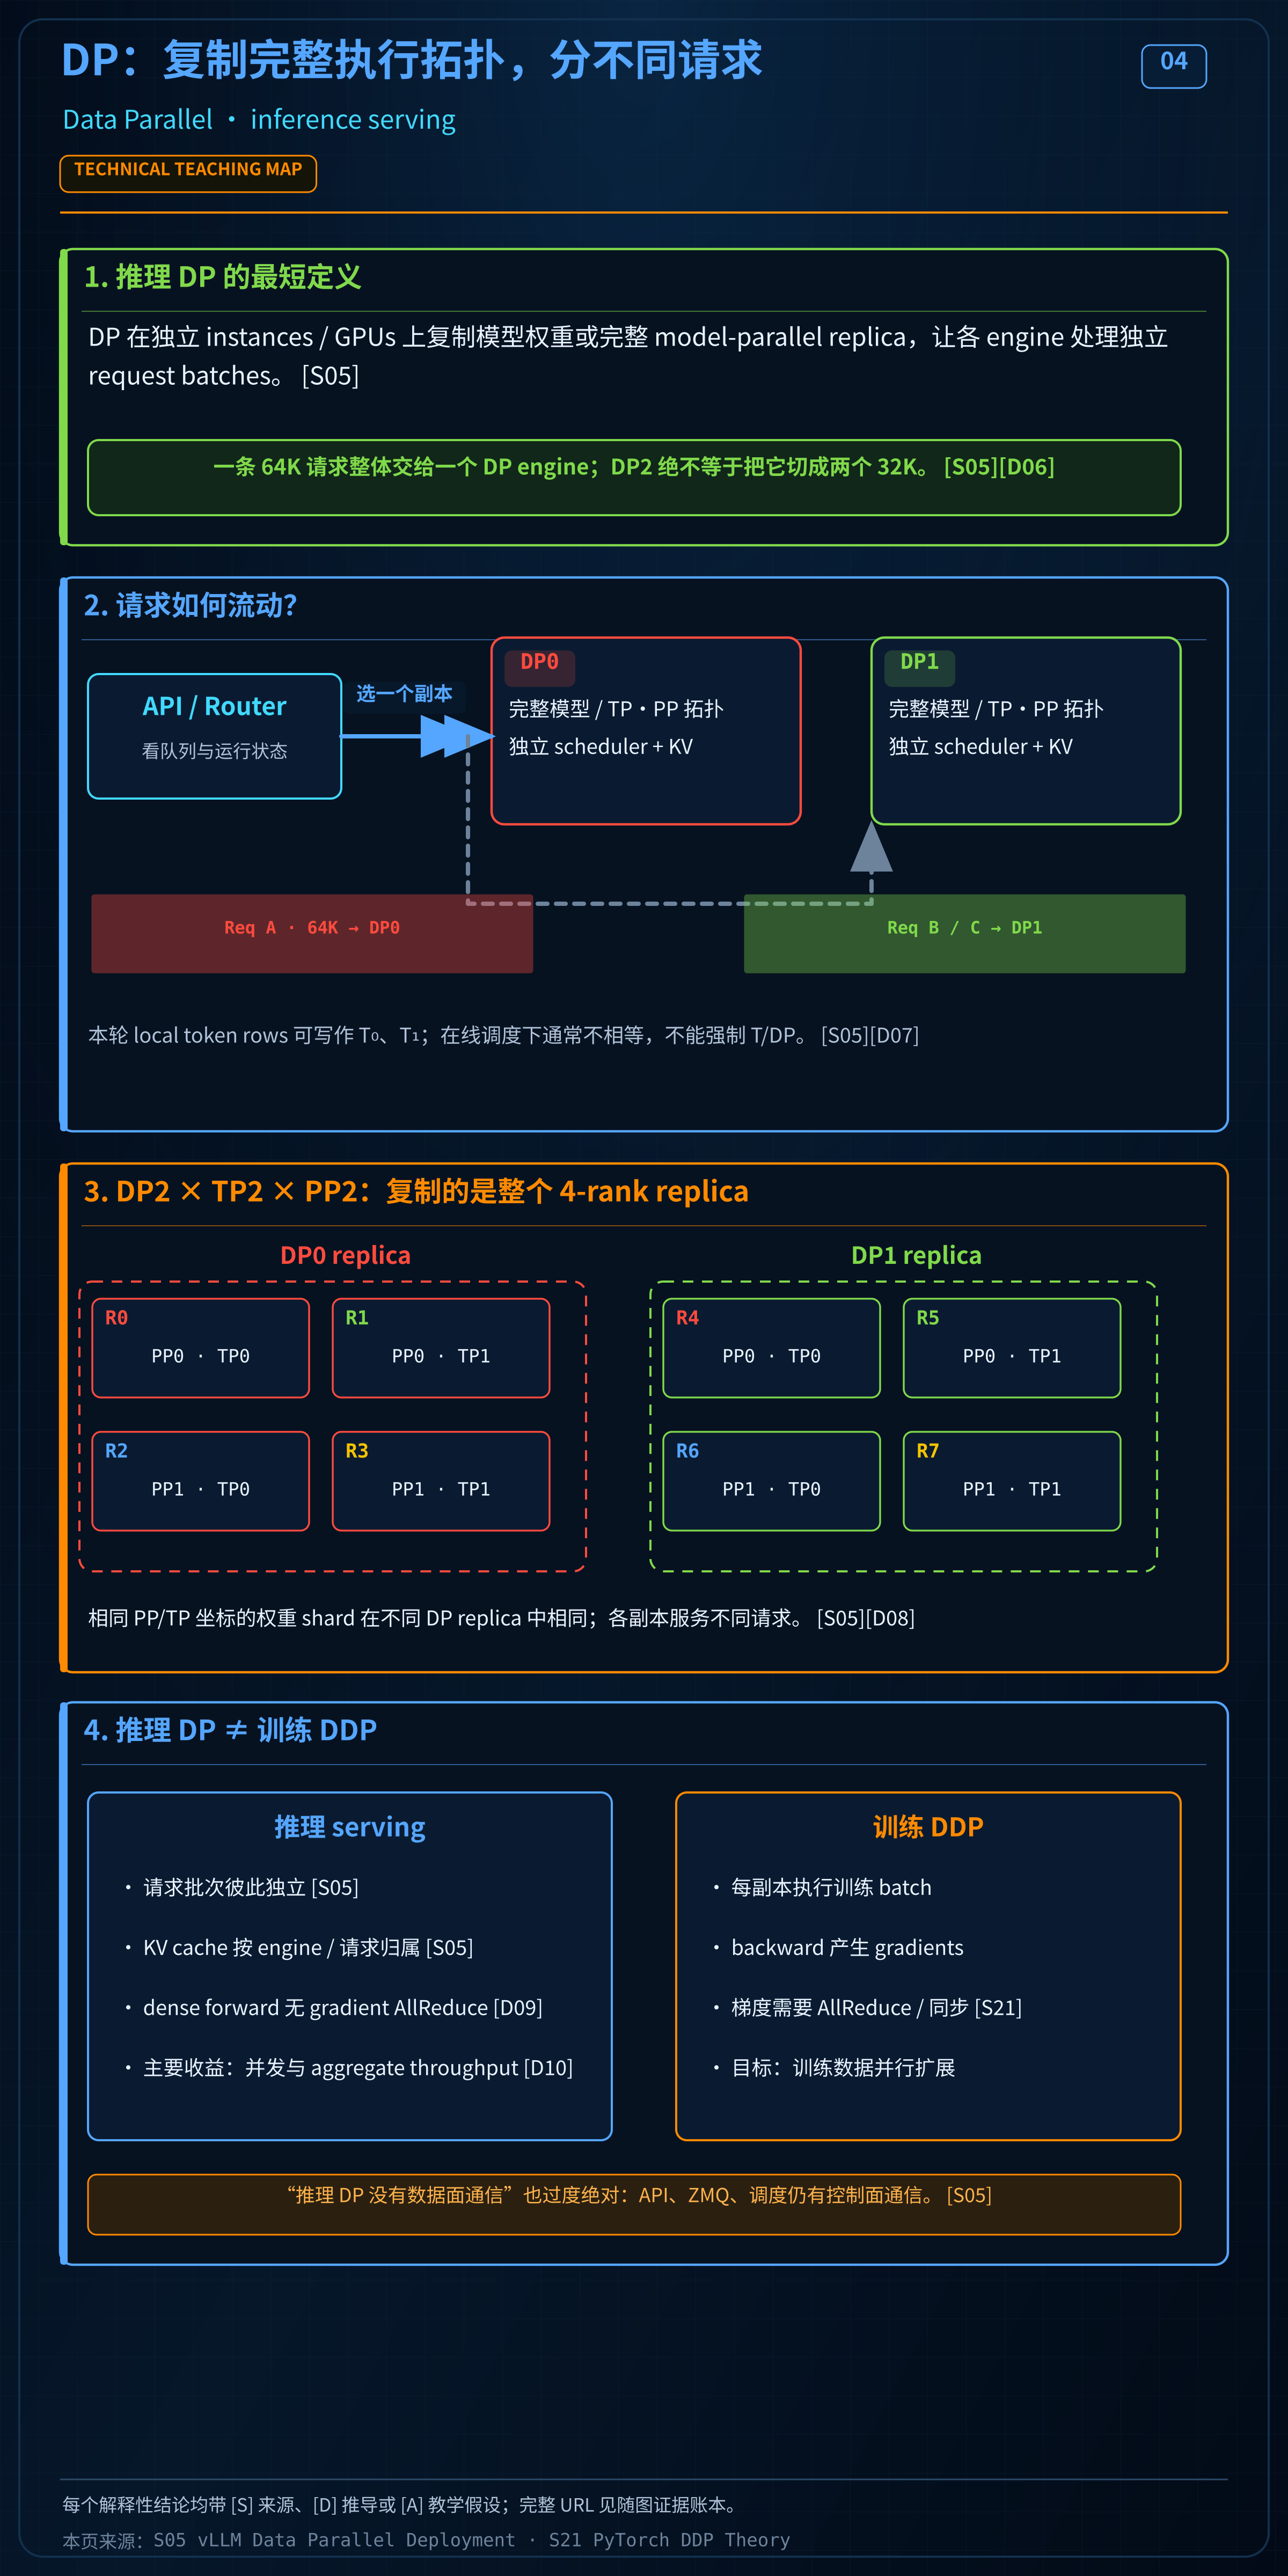 DP：复制完整执行拓扑，分不同请求
04
Data Parallel · inference serving
TECHNICAL TEACHING MAP
1. 推理 DP 的最短定义
DP 在独立 instances / GPUs 上复制模型权重或完整 model-parallel replica，让各 engine 处理独立
request batches。 [S05]
一条 64K 请求整体交给一个 DP engine；DP2 绝不等于把它切成两个 32K。 [S05][D06]
2. 请求如何流动?
API / Router
看队列与运行状态
选一个副本
DP0
完整模型 / TP · PP 拓扑
独立 scheduler + KV
DP1
完整模型 / TP · PP 拓扑
独立 scheduler + KV
Req A · 64K → DP0
Req B / C → DP1
本轮 local token rows 可写作 T₀、T₁；在线调度下通常不相等，不能强制 T/DP。 [S05][D07]
3. DP2 × TP2 × PP2：复制的是整个 4-rank replica
DP0 replica
DP1 replica
R0
PP0 · TP0
R1
PP0 · TP1
R4
PP0 · TP0
R5
PP0 · TP1
R2
PP1 · TP0
R3
PP1 · TP1
R6
PP1 · TP0
R7
PP1 · TP1
相同 PP/TP 坐标的权重 shard 在不同 DP replica 中相同；各副本服务不同请求。 [S05][D08]
4. 推理 DP ≠ 训练 DDP
推理 serving
· 请求批次彼此独立 [S05]
· KV cache 按 engine / 请求归属 [S05]
· dense forward 无 gradient AllReduce [D09]
· 主要收益：并发与 aggregate throughput [D10]
训练 DDP
· 每副本执行训练 batch
· backward 产生 gradients
· 梯度需要 AllReduce / 同步 [S21]
· 目标：训练数据并行扩展
“推理 DP 没有数据面通信”也过度绝对：API、ZMQ、调度仍有控制面通信。 [S05]
每个解释性结论均带 [S] 来源、[D] 推导或 [A] 教学假设；完整 URL 见随图证据账本。
本页来源：S05 vLLM Data Parallel Deployment · S21 PyTorch DDP Theory